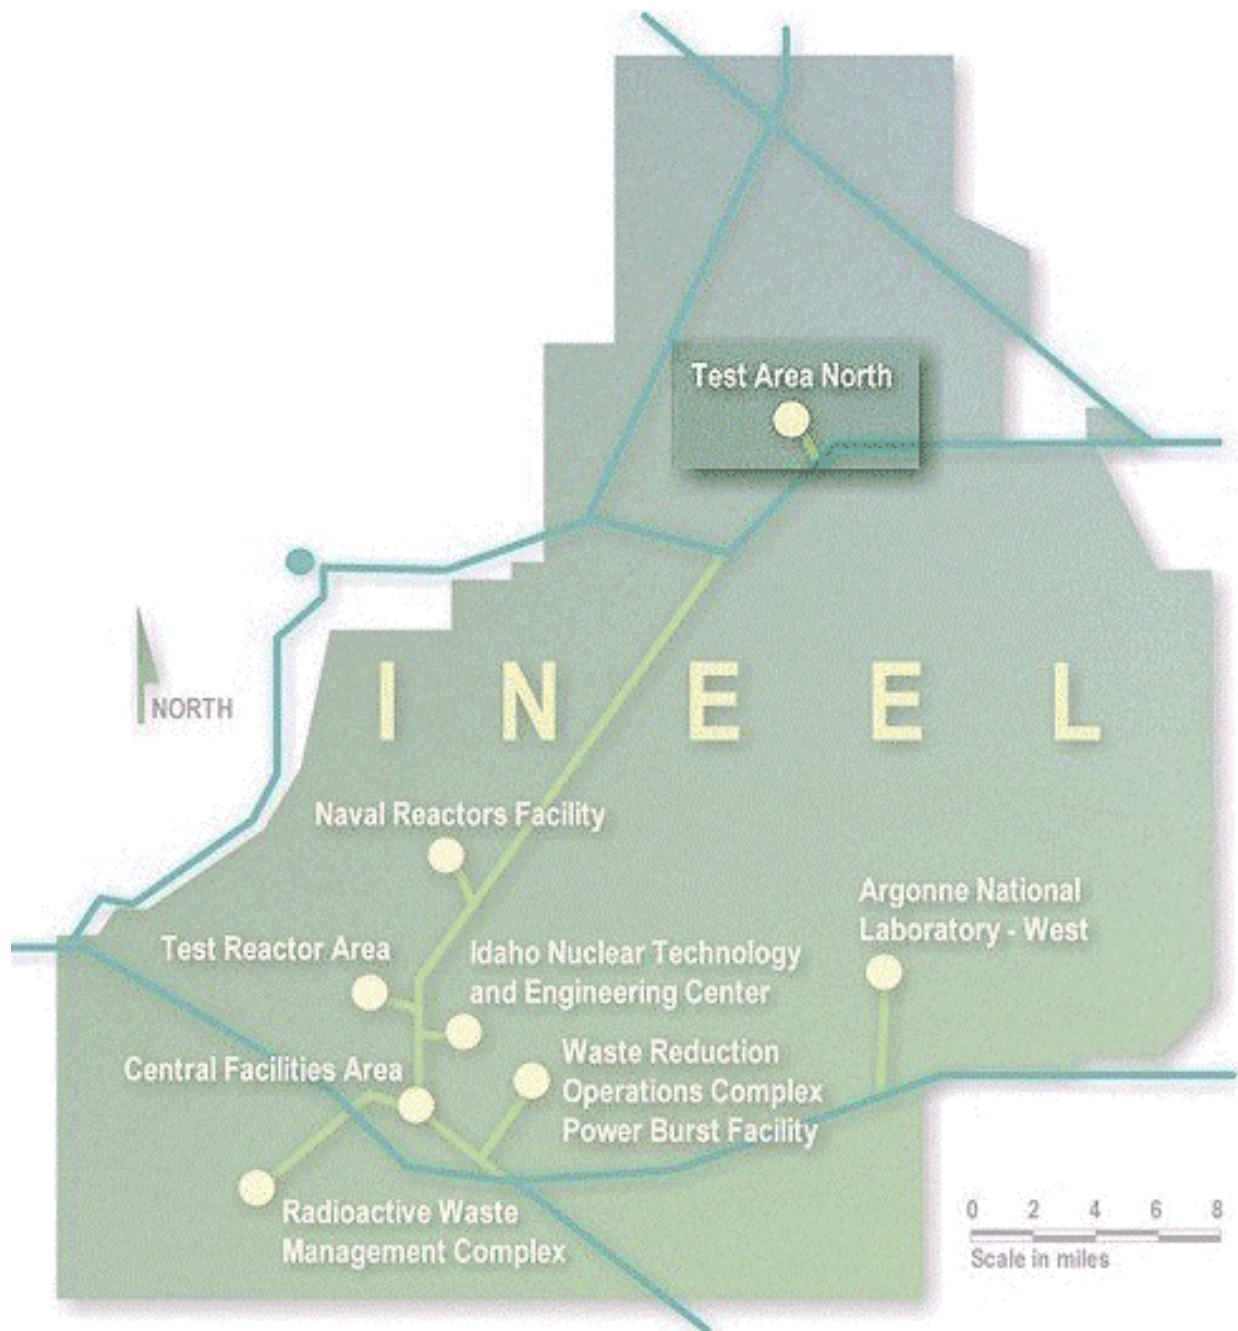 Test Area North
NORTH
I N E E L
Naval Reactors Facility
Argonne National
Laboratory - West
Test Reactor Area
Idaho Nuclear Technology
and Engineering Center
Waste Reduction
Operations Complex
Power Burst Facility
Central Facilities Area
Radioactive Waste
Management Complex
0 2 4 6 8
Scale in miles